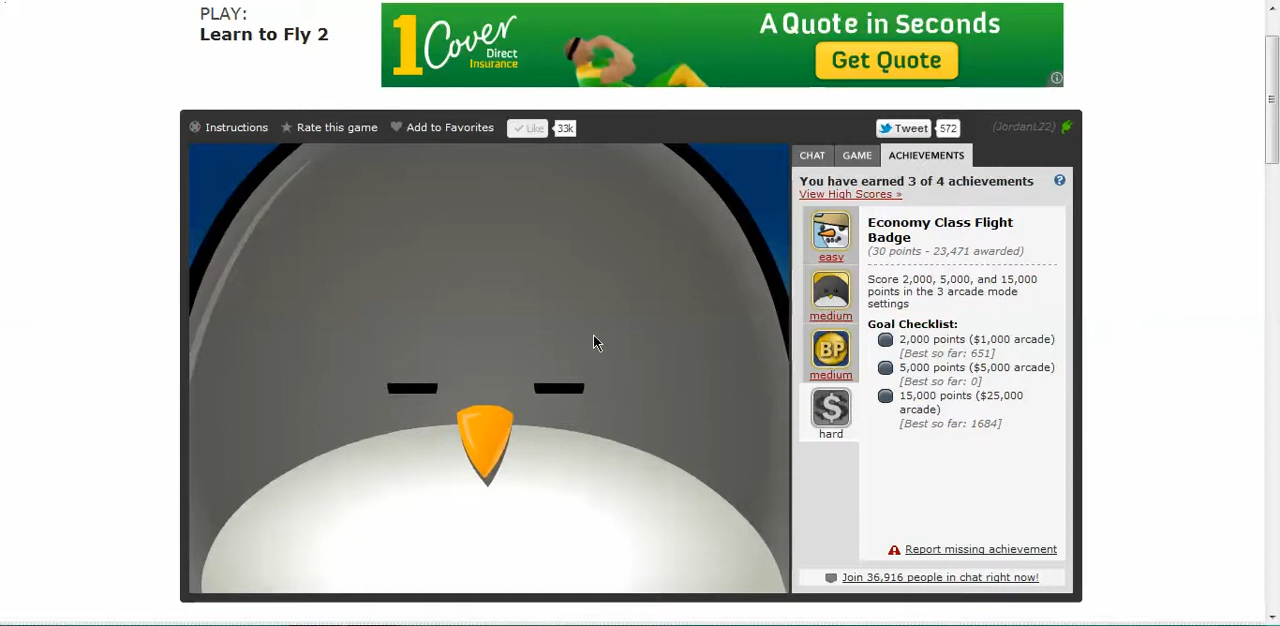 PLAY:
Learn to Fly 2
1Cover
Direct
Insurance
A Quote in Seconds
Get Quote
Instructions
Rate this game
Add to Favorites
Like
33k
Tweet
572
(JordanL22)
CHAT
GAME
ACHIEVEMENTS
You have earned 3 of 4 achievements
View High Scores »
easy
medium
BP
medium
$
hard
Economy Class Flight
Badge
(30 points - 23,471 awarded)
Score 2,000, 5,000, and 15,000
points in the 3 arcade mode
settings
Goal Checklist:
2,000 points ($1,000 arcade)
[Best so far: 651]
5,000 points ($5,000 arcade)
[Best so far: 0]
15,000 points ($25,000
arcade)
[Best so far: 1684]
Report missing achievement
Join 36,916 people in chat right now!